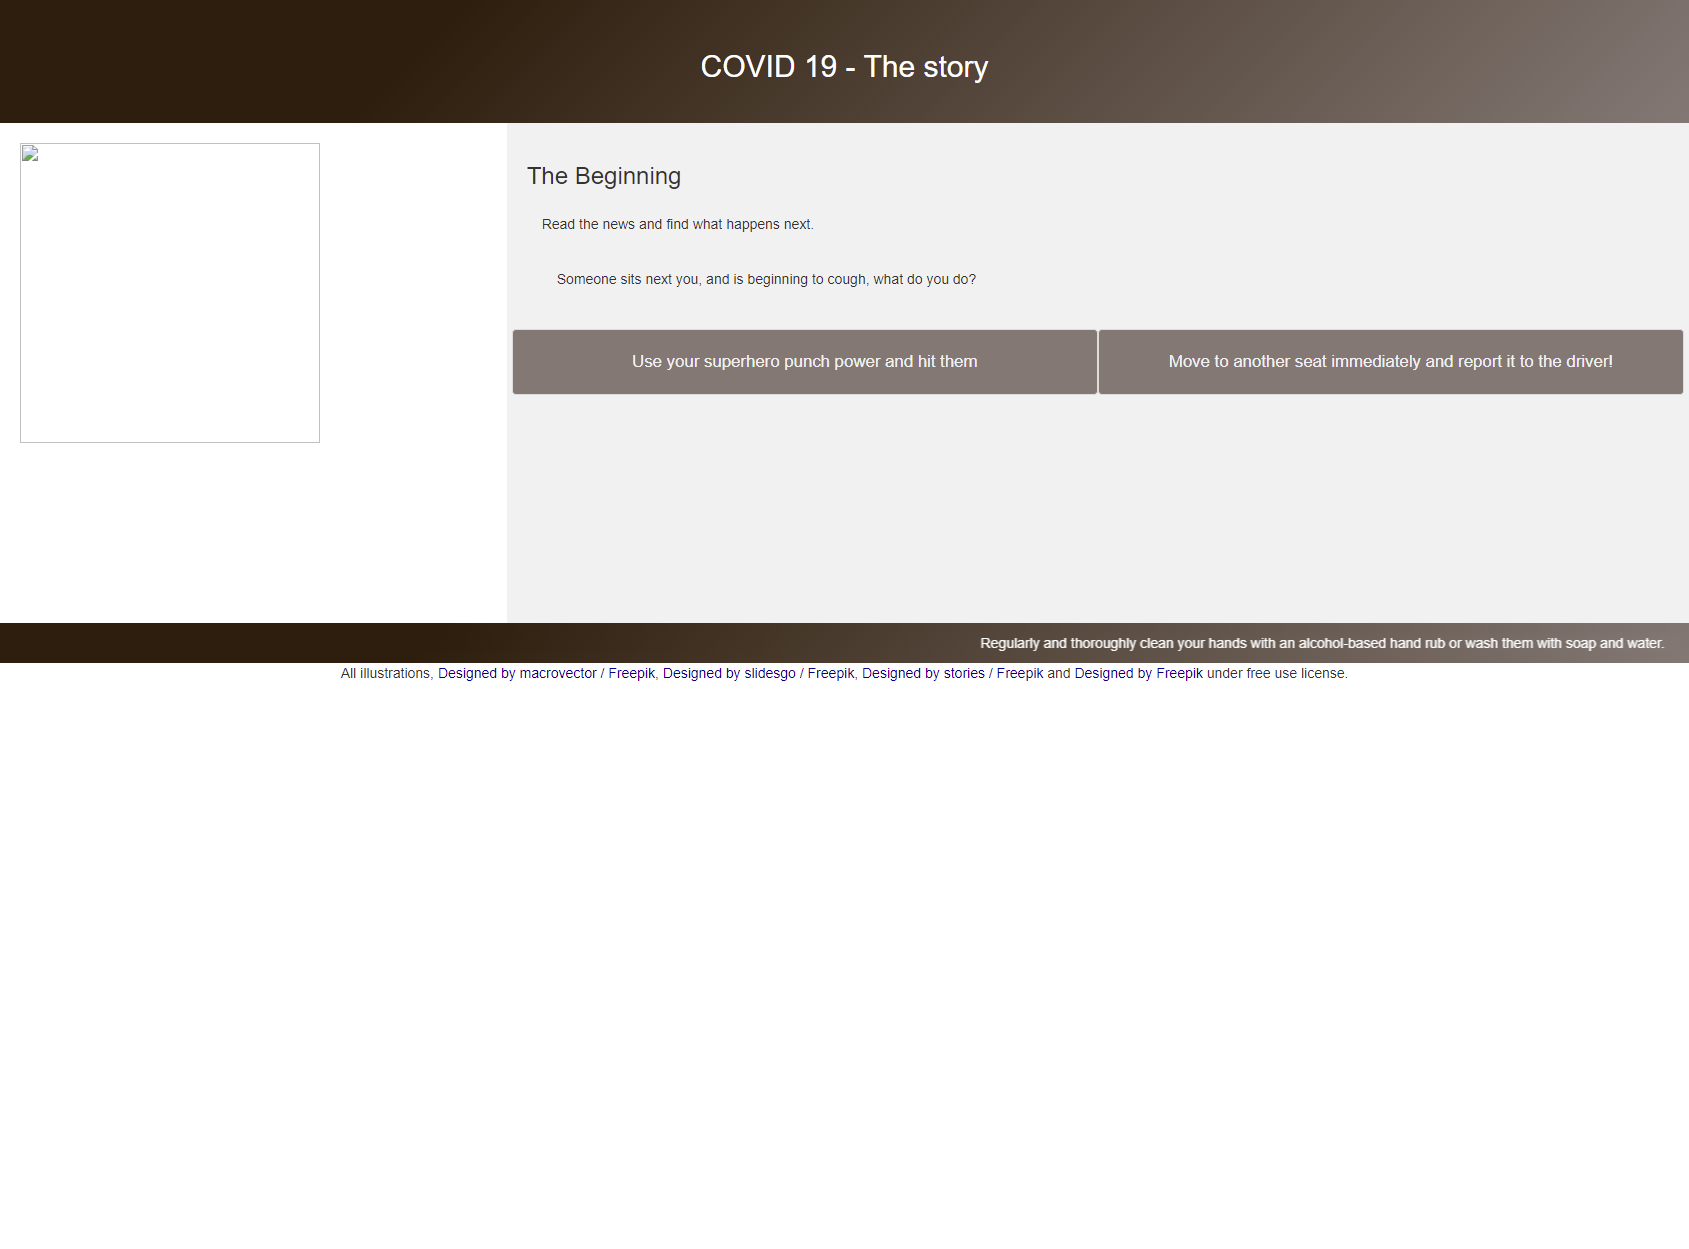 COVID 19 - The story
The Beginning
Read the news and find what happens next.
Someone sits next you, and is beginning to cough, what do you do?
Use your superhero punch power and hit them
Move to another seat immediately and report it to the driver!
Regularly and thoroughly clean your hands with an alcohol-based hand rub or wash them with soap and water.
All illustrations, Designed by macrovector / Freepik, Designed by slidesgo / Freepik, Designed by stories / Freepik and Designed by Freepik under free use license.